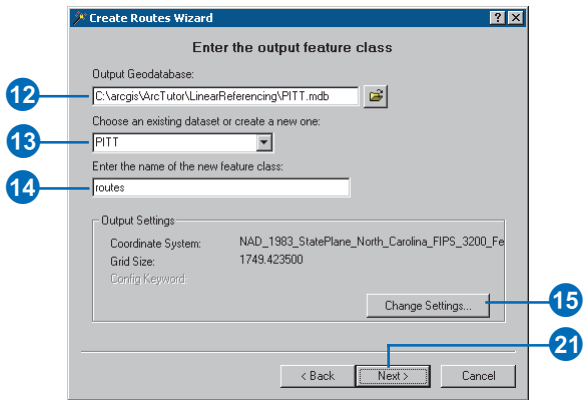 Create Routes Wizard
Enter the output feature class
Output Geodatabase:
12
C:\arcgis\ArcTutor\LinearReferencing\PITT.mdb
Choose an existing dataset or create a new one:
13
PITT
Enter the name of the new feature class:
14
routes
Output Settings
Coordinate System: NAD_1983_StatePlane_North_Carolina_FIPS_3200_Fe
Grid Size: 1749.423500
Config Keyword:
Change Settings...
15
21
< Back Next > Cancel